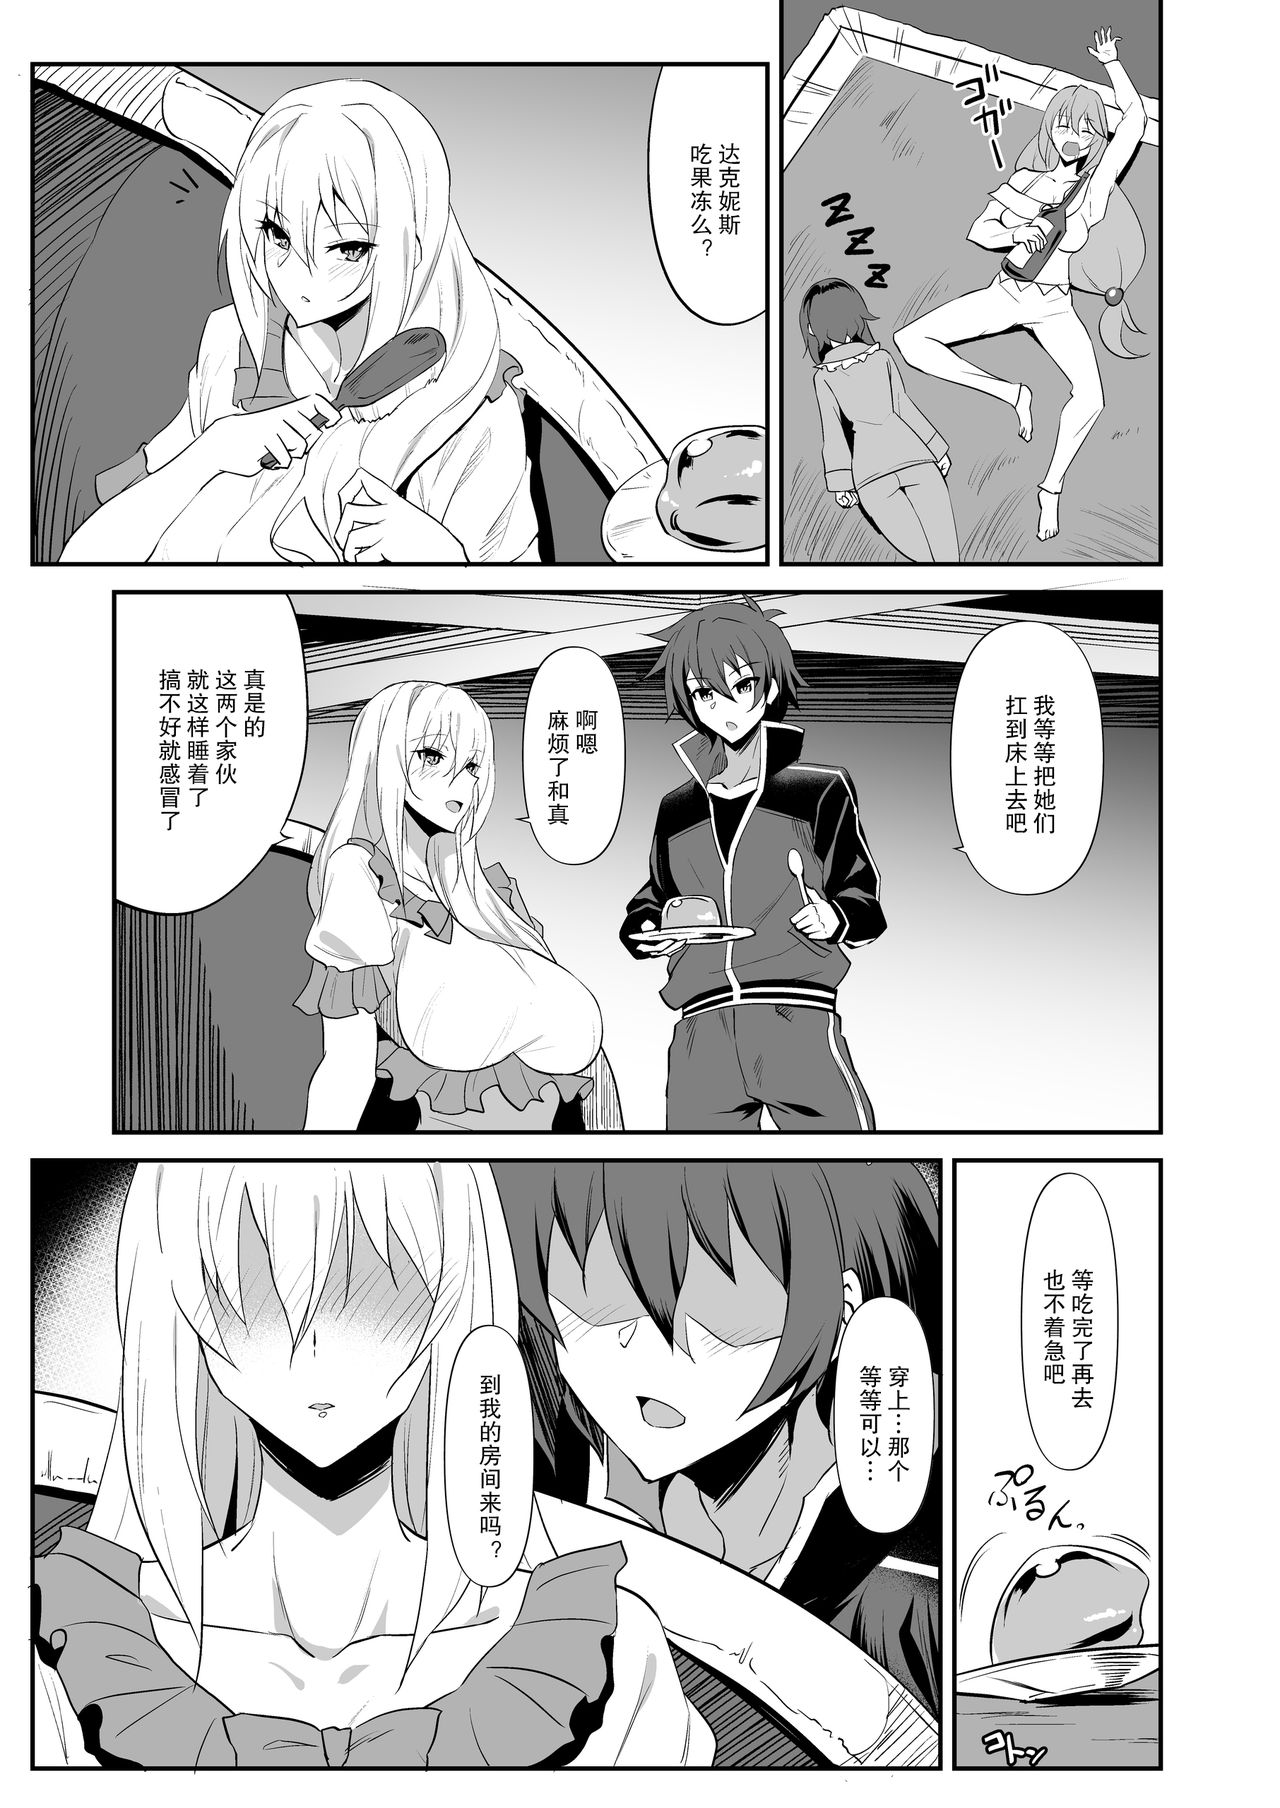 ゴガー
ZZZ
达克妮斯
吃果冻么？
我等等把她们
扛到床上去吧
啊嗯
麻烦了和真
真是的
这两个家伙
就这样睡着了
搞不好就感冒了
等吃完了再去
也不着急吧
ぷるん。
コトン
穿上…那个
等等可以…
到我的房间来吗？